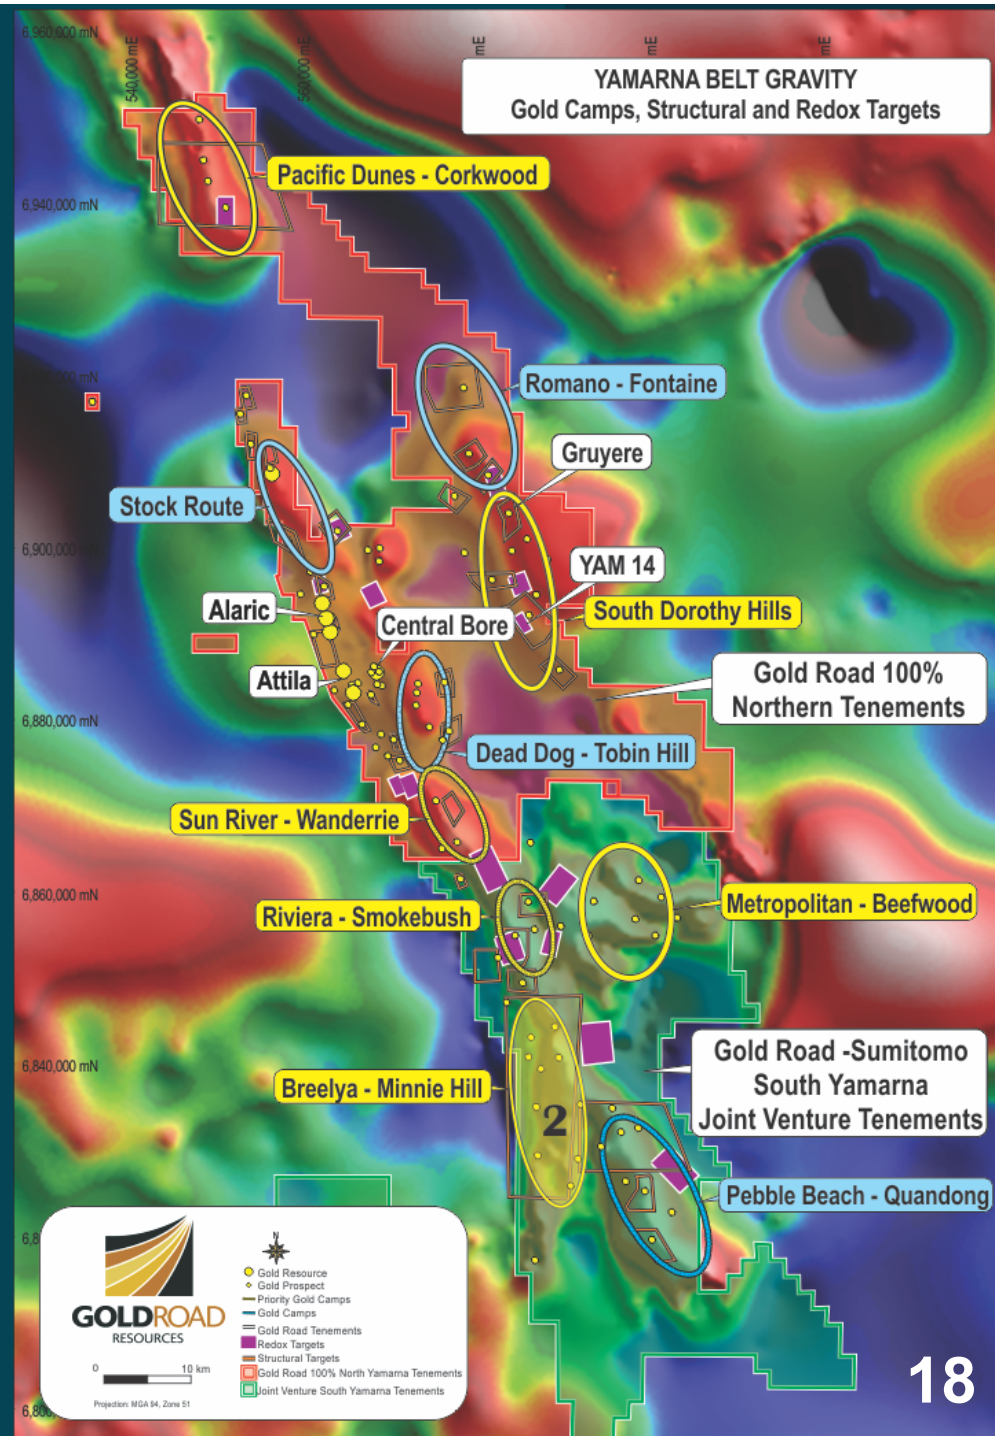 6,960,000 mN
540,000 mE
560,000 mE
mE
mE
mE
YAMARNA BELT GRAVITY
Gold Camps, Structural and Redox Targets
Pacific Dunes - Corkwood
6,940,000 mN
000 mN
Romano - Fontaine
Gruyere
Stock Route
6,900,000 mN
YAM 14
Alaric
South Dorothy Hills
Central Bore
Attila
Gold Road 100%
Northern Tenements
6,880,000 mN
Dead Dog - Tobin Hill
Sun River - Wanderrie
6,860,000 mN
Metropolitan - Beefwood
Riviera - Smokebush
6,840,000 mN
Gold Road -Sumitomo
South Yamarna
Joint Venture Tenements
Breelya - Minnie Hill
2
Pebble Beach - Quandong
6,8
GOLDROAD
RESOURCES
0 10 km
Projection: MGA 94, Zone 51
N
Gold Resource
Gold Prospect
Priority Gold Camps
Gold Camps
Gold Road Tenements
Redox Targets
Structural Targets
Gold Road 100% North Yamarna Tenements
Joint Venture South Yamarna Tenements
6,800,
18